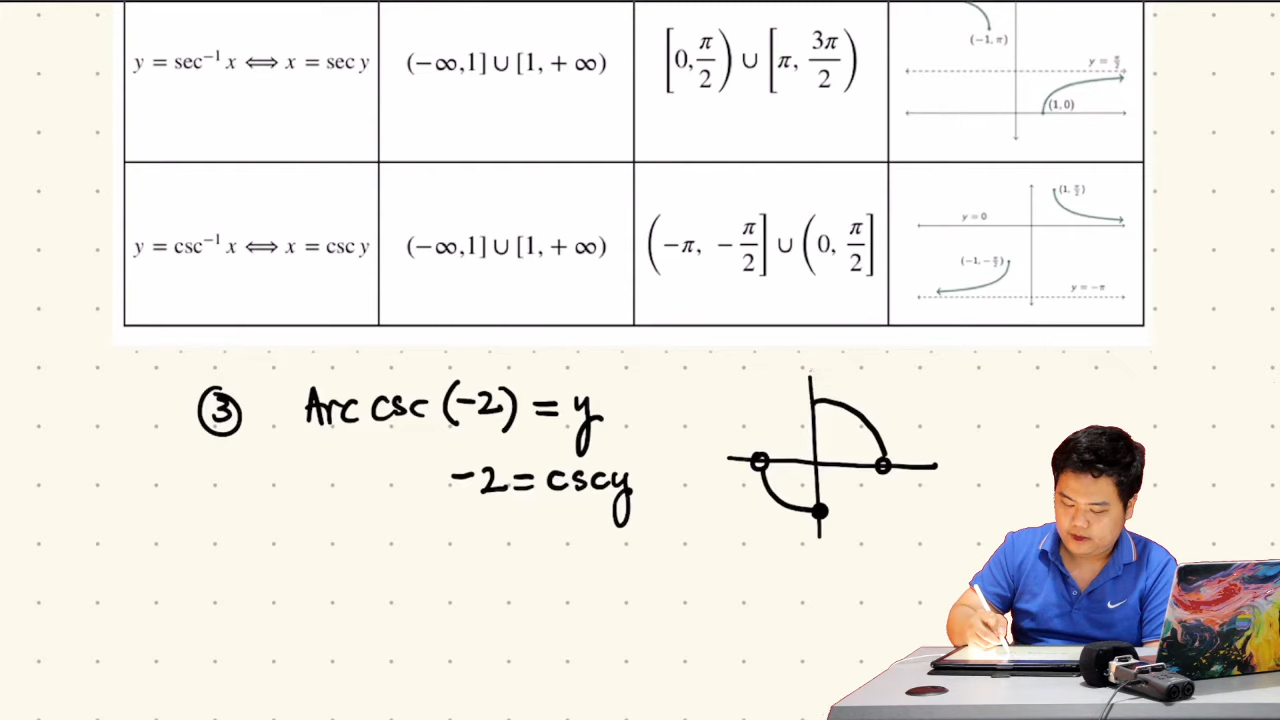 (−1, π)
y = sec⁻¹ x ⟺ x = sec y (−∞,1] ∪ [1, + ∞) [0, π/2) ∪ [π, 3π/2)
y = π/2
(1, 0)
(1, π/2)
y = 0
y = csc⁻¹ x ⟺ x = csc y (−∞,1] ∪ [1, + ∞) (−π, − π/2] ∪ (0, π/2]
(−1, − π/2)
y = −π
③ Arc csc (−2) = y
−2 = csc y